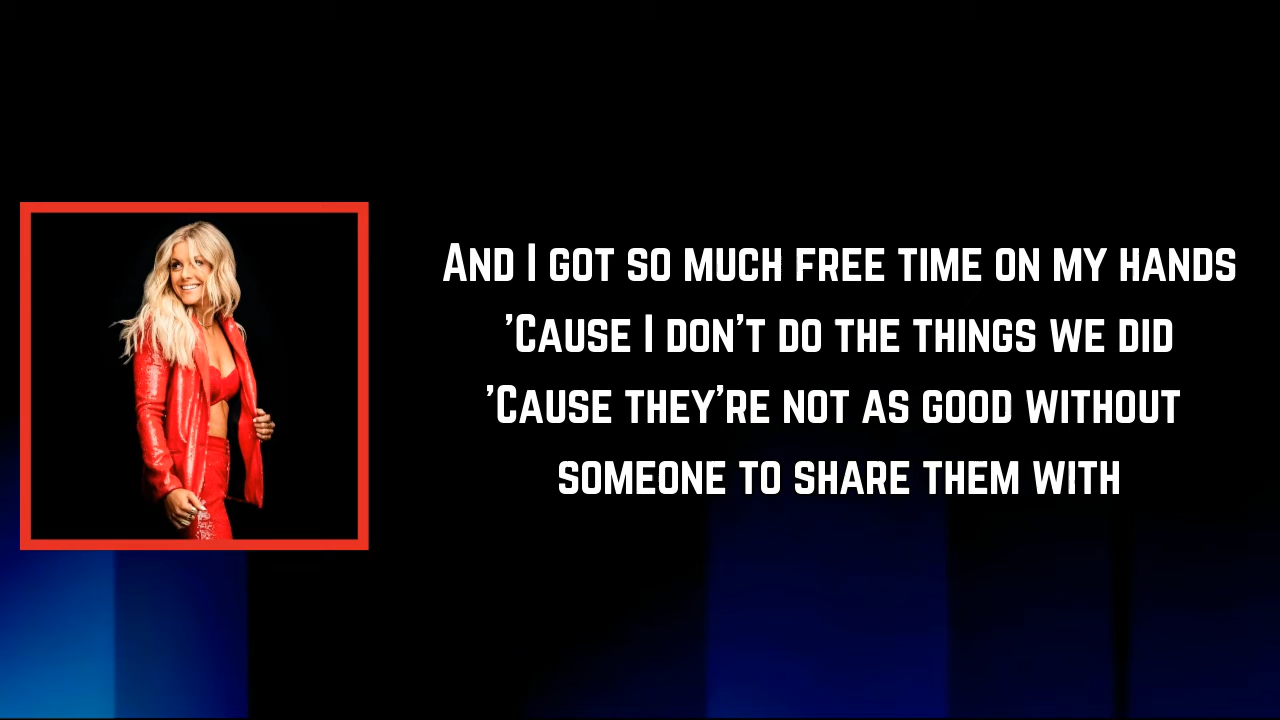 And I got so much free time on my hands
'Cause I don't do the things we did
'Cause they're not as good without
someone to share them with